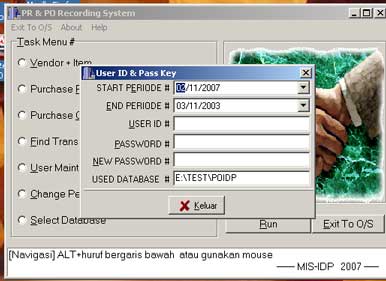 PR & PO Recording System
Exit To O/S About Help
Task Menu #
Vendor + Item
Purchase
Purchase
Find Trans
User Maint
Change Pe
Select Database
User ID & Pass Key
START PERIODE # 02/11/2007
END PERIODE # 03/11/2003
USER ID #
PASSWORD #
NEW PASSWORD #
USED DATABASE # E:\TEST\POIDP
Keluar
Run Exit To O/S
[Navigasi] ALT+huruf bergaris bawah atau gunakan mouse
MIS-IDP 2007